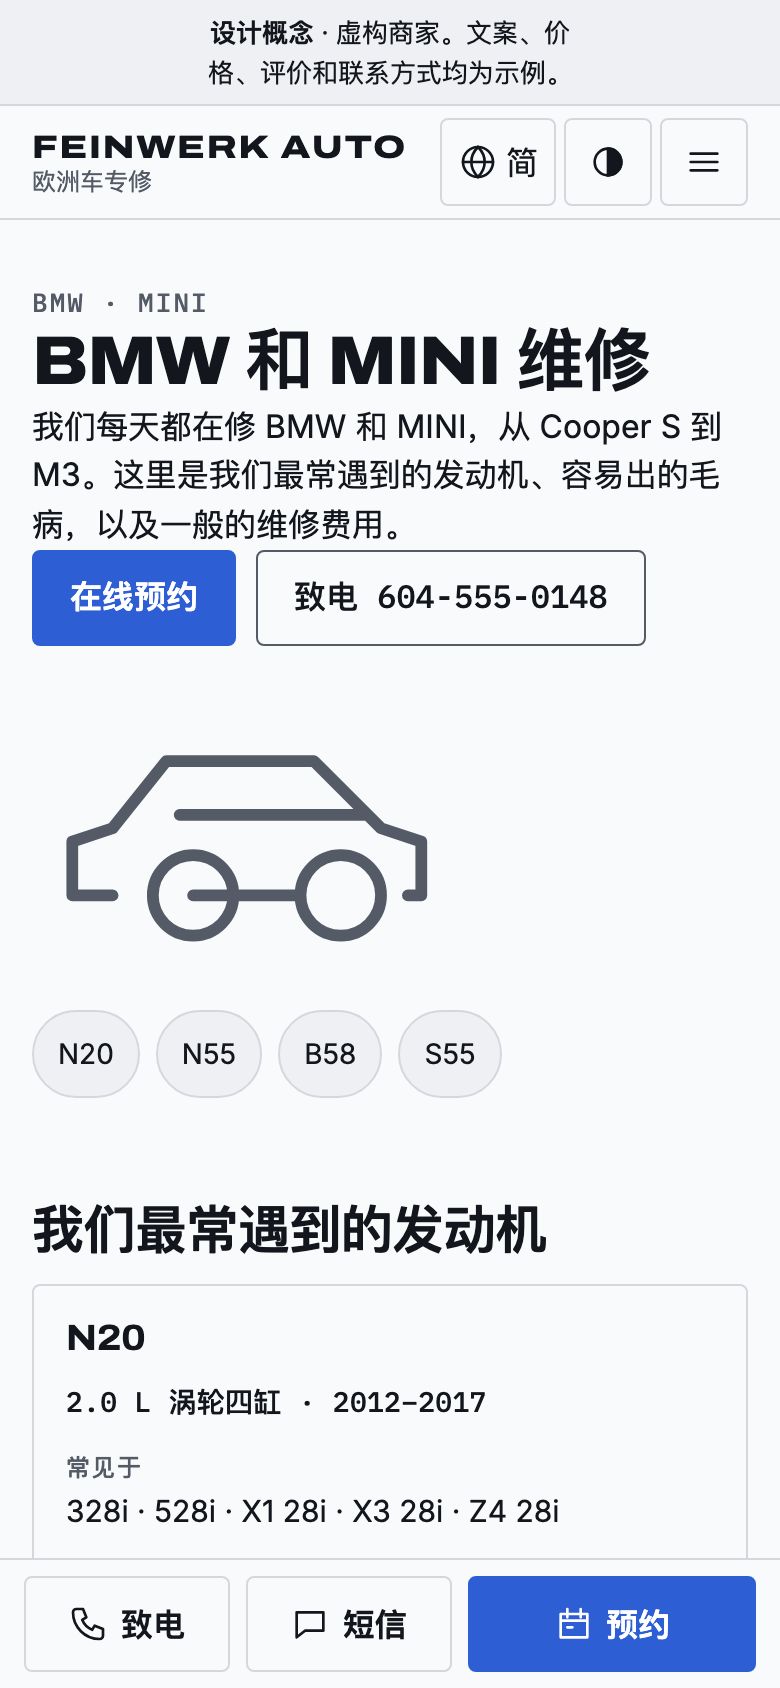 设计概念 · 虚构商家。文案、价
格、评价和联系方式均为示例。
FEINWERK AUTO
欧洲车专修
简
BMW · MINI
BMW 和 MINI 维修
我们每天都在修 BMW 和 MINI，从 Cooper S 到
M3。这里是我们最常遇到的发动机、容易出的毛
病，以及一般的维修费用。
在线预约
致电 604-555-0148
N20
N55
B58
S55
我们最常遇到的发动机
N20
2.0 L 涡轮四缸 · 2012–2017
常见于
328i · 528i · X1 28i · X3 28i · Z4 28i
致电
短信
预约